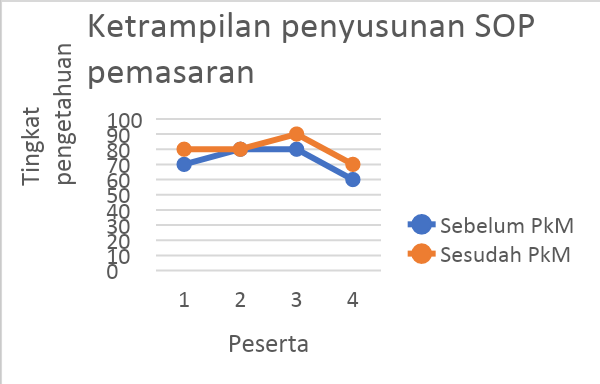 Ketrampilan penyusunan SOP
pemasaran
Tingkat
pengetahuan
100
90
80
70
60
50
40
30
20
10
0
1 2 3 4
Peserta
Sebelum PkM
Sesudah PkM